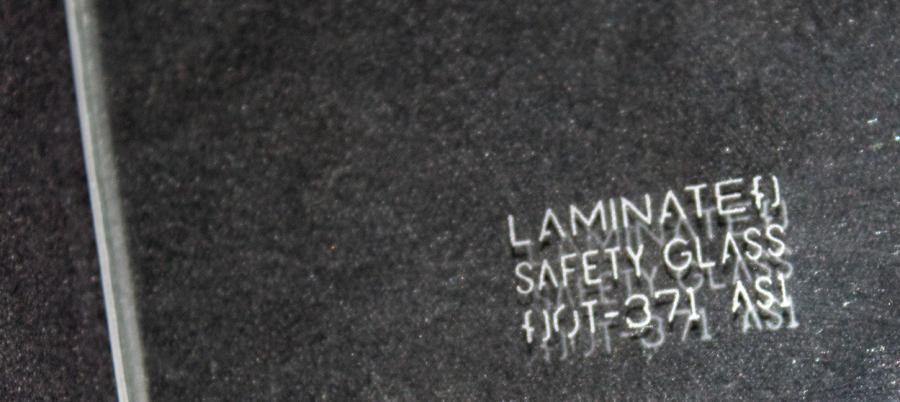 LAMINATED
SAFETY GLASS
DOT-371 AS1